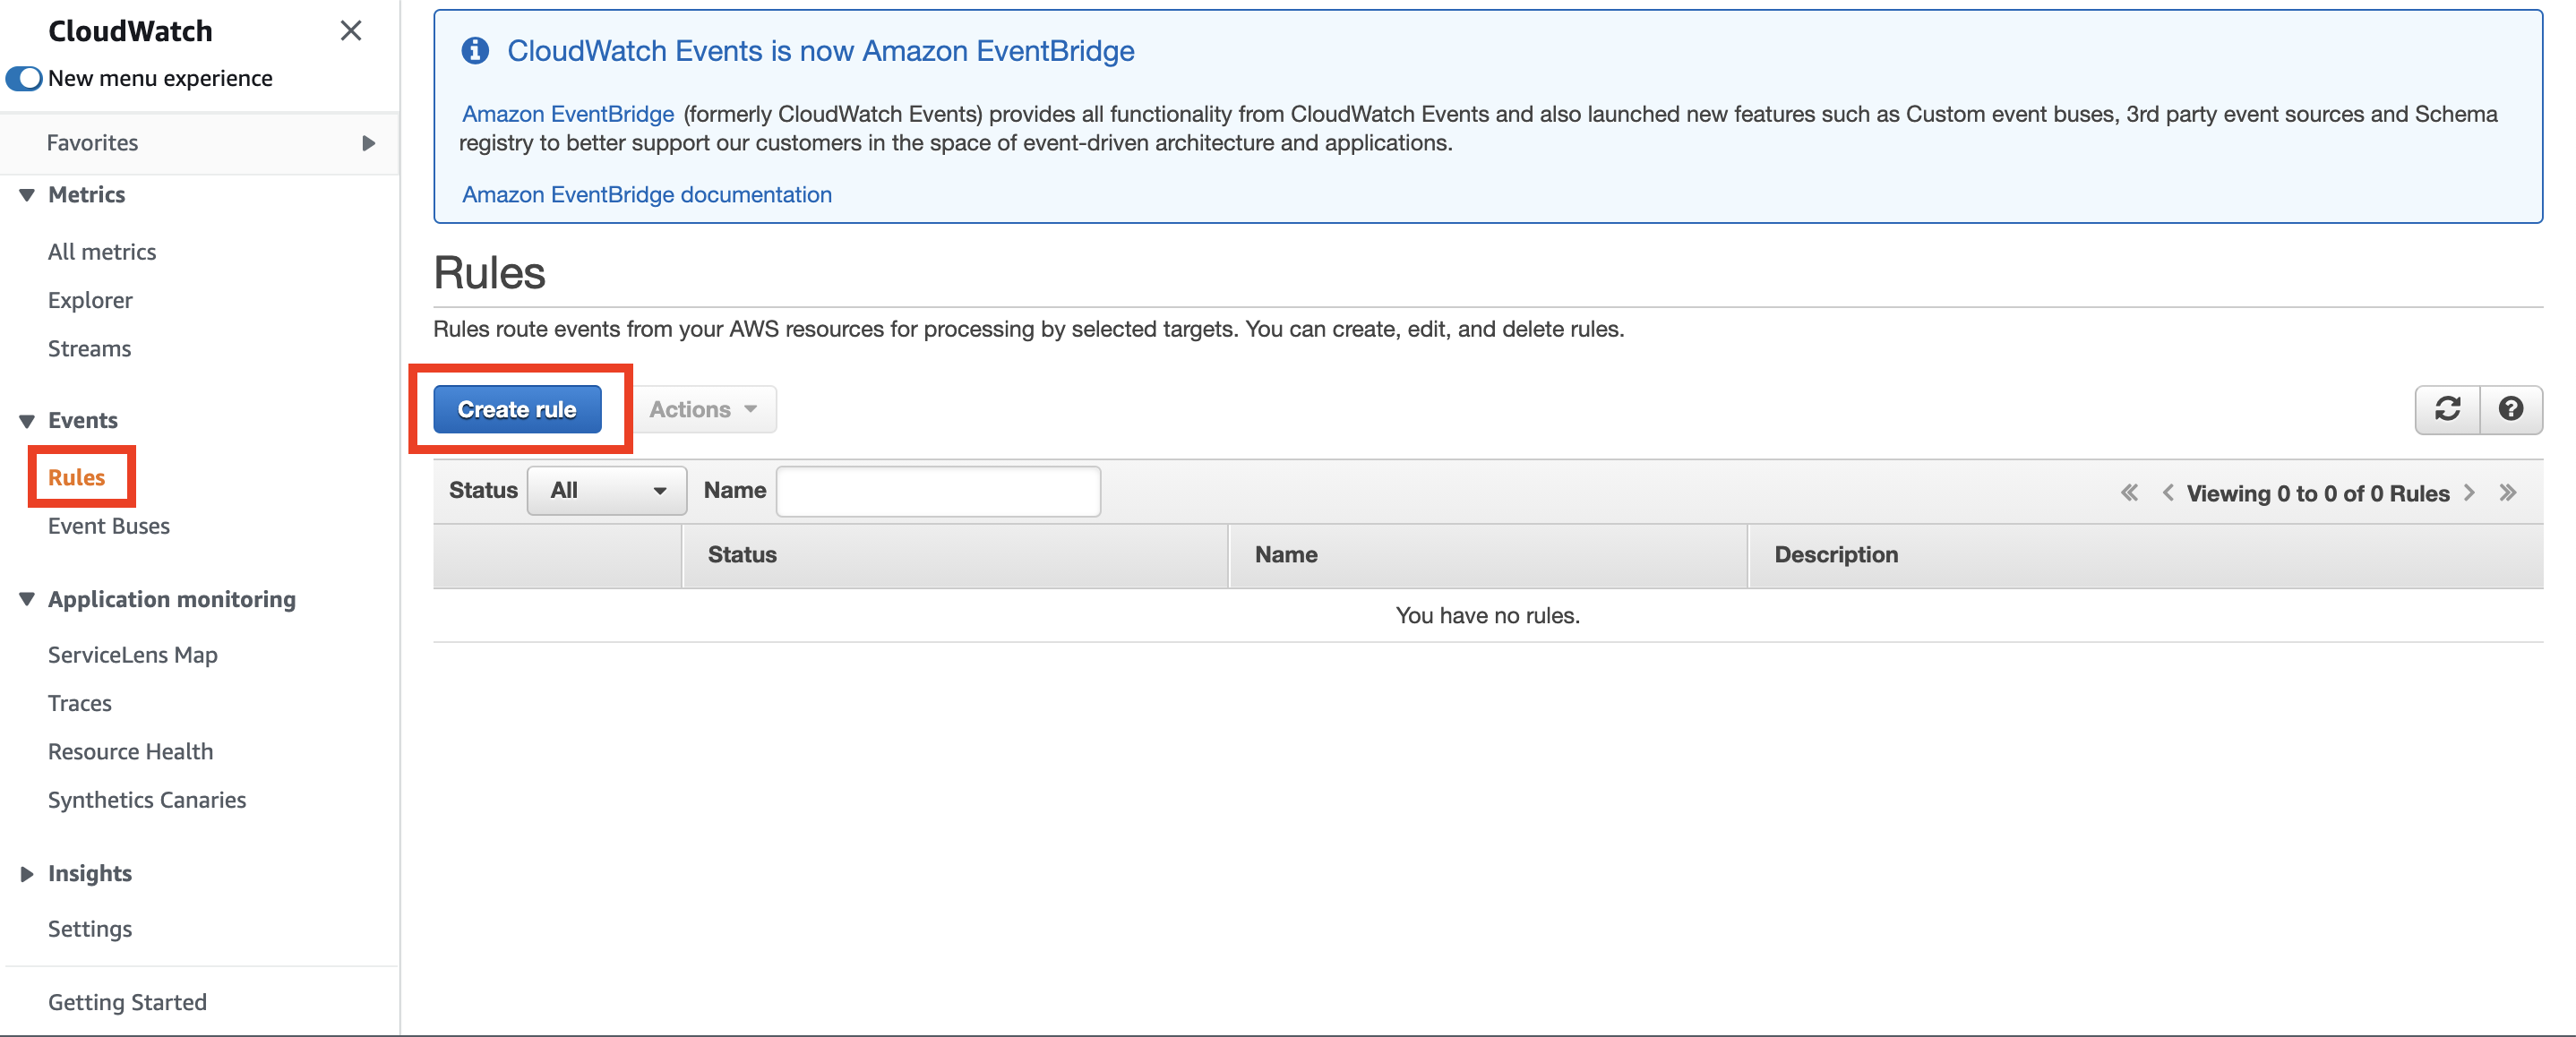 CloudWatch
New menu experience
Favorites
Metrics
All metrics
Explorer
Streams
Events
Rules
Event Buses
Application monitoring
ServiceLens Map
Traces
Resource Health
Synthetics Canaries
Insights
Settings
Getting Started
CloudWatch Events is now Amazon EventBridge
Amazon EventBridge (formerly CloudWatch Events) provides all functionality from CloudWatch Events and also launched new features such as Custom event buses, 3rd party event sources and Schema
registry to better support our customers in the space of event-driven architecture and applications.
Amazon EventBridge documentation
Rules
Rules route events from your AWS resources for processing by selected targets. You can create, edit, and delete rules.
Create rule Actions
Status All Name Viewing 0 to 0 of 0 Rules
Status Name Description
You have no rules.